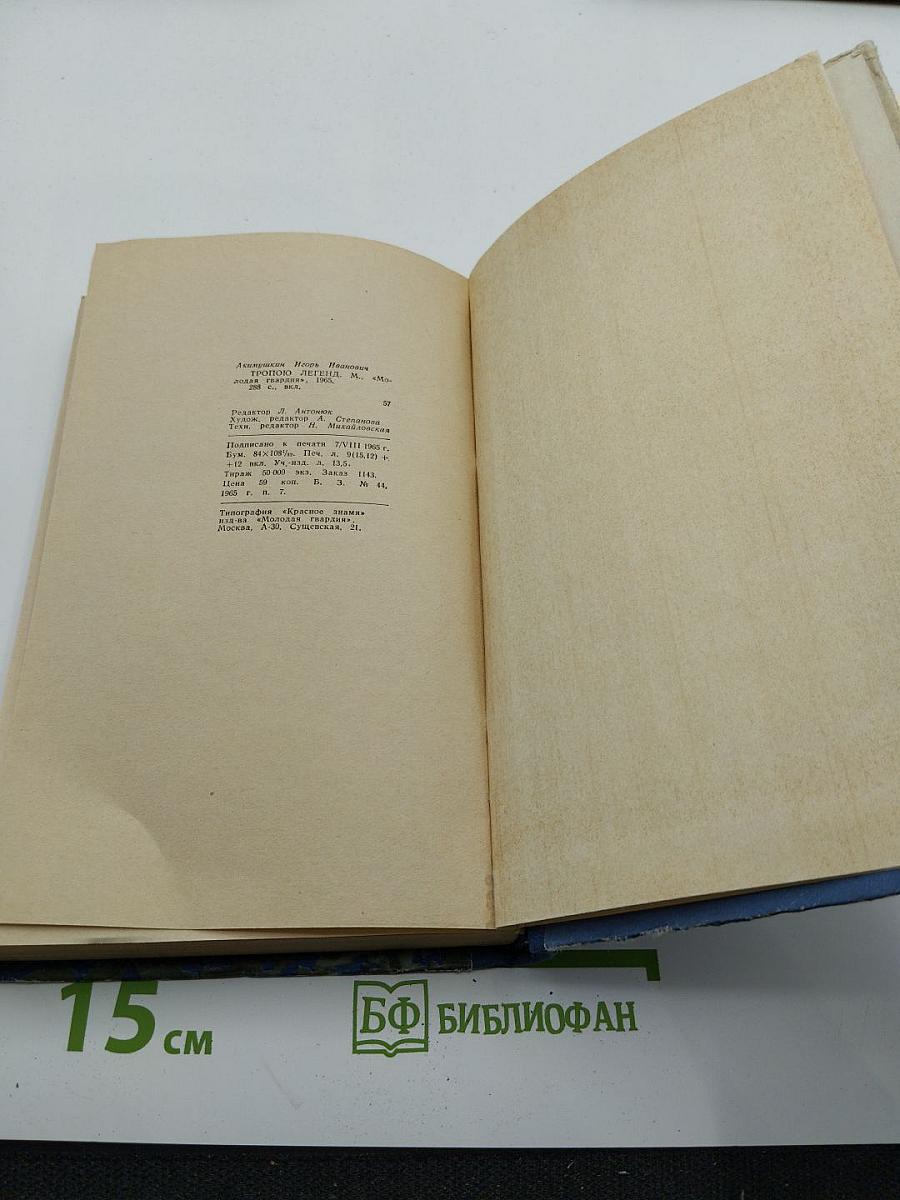 Акимушкин Игорь Иванович
ТРОПОЮ ЛЕГЕНД. М., «Мо-
лодая гвардия», 1965.
288 с., вкл.
57
Редактор Л. Антонюк
Худож. редактор А. Степанова
Техн. редактор Н. Михайловская
Подписано к печати 7/VIII 1965 г.
Бум. 84×108¹/₃₂. Печ. л. 9(15,12) +
+12 вкл. Уч.-изд. л. 13,5.
Тираж 50 000 экз. Заказ 1143.
Цена 59 коп. Б. З. № 44,
1965 г. п. 7.
Типография «Красное знамя»
изд-ва «Молодая гвардия».
Москва, А-30, Сущевская, 21.
15 см
БФ БИБЛИОФАН